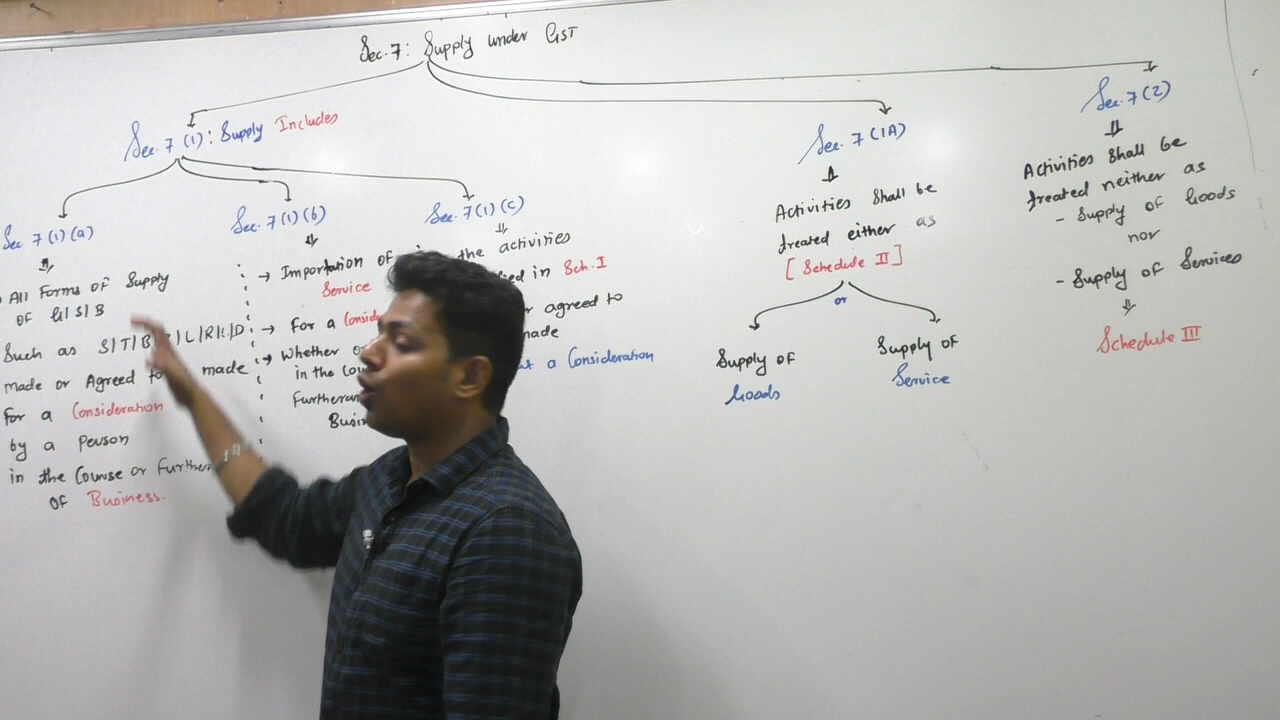 Sec.7: Supply under GST
Sec.7(1): Supply Includes
Sec 7(1)(a)
All Forms of Supply
OF G/S/B
Such as S/T/B L/R/L/D
made or Agreed to made
For a Consideration
by a Person
in the Course or Further
OF Business.
Sec.7(1)(b)
→ Importation of
Service
→ For a
→ Whether
in the
Business
Sec.7(1)(c)
the activities
in Sch.I
agreed to
made
a Consideration
Sec.7(1A)
Activities Shall be
treated either as
[Schedule II]
or
Supply of
Goods
Supply of
Service
Sec.7(2)
Activities Shall be
treated neither as
- Supply of Goods
nor
- Supply of Services
Schedule III